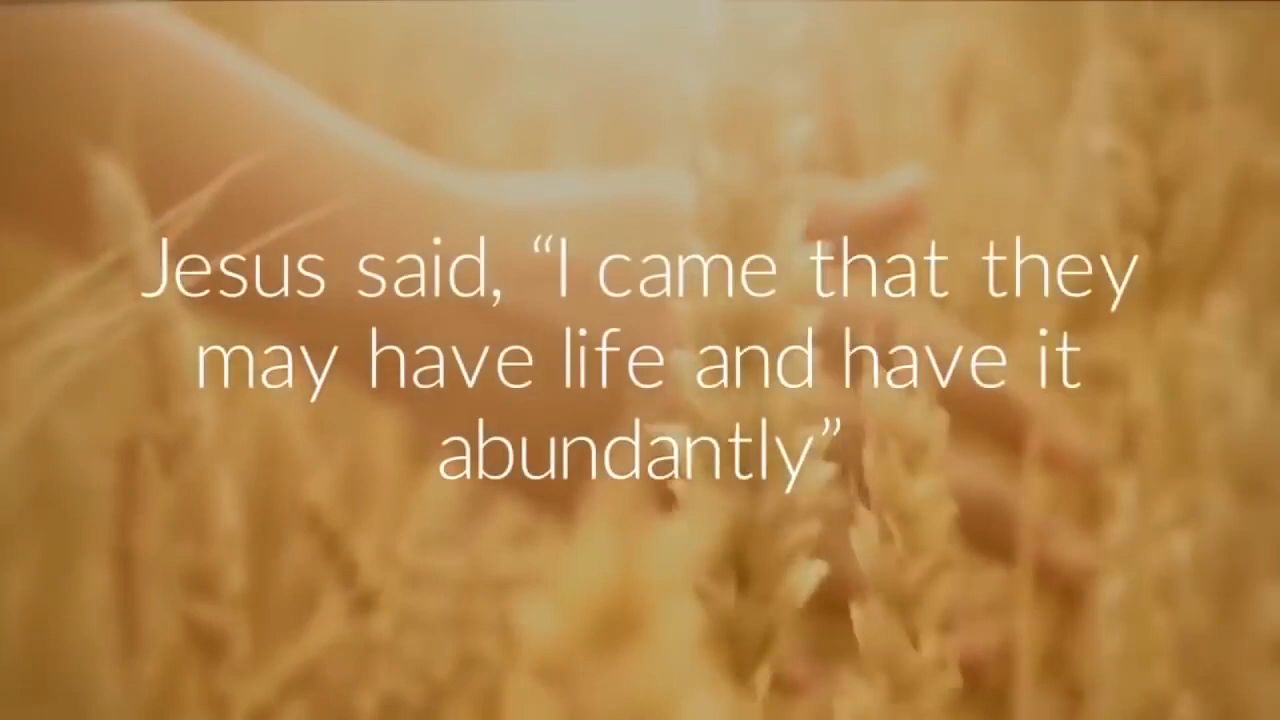 Jesus said, “I came that they
may have life and have it
abundantly”